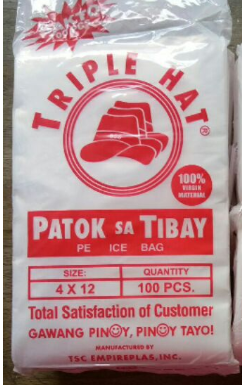 TRIPLE HAT®
100%
VIRGIN
MATERIAL
PATOK SA TIBAY
PE ICE BAG
SIZE: QUANTITY
4 X 12 100 PCS.
Total Satisfaction of Customer
GAWANG PINOY, PINOY TAYO!
MANUFACTURED BY
TSC EMPIREPLAS, INC.